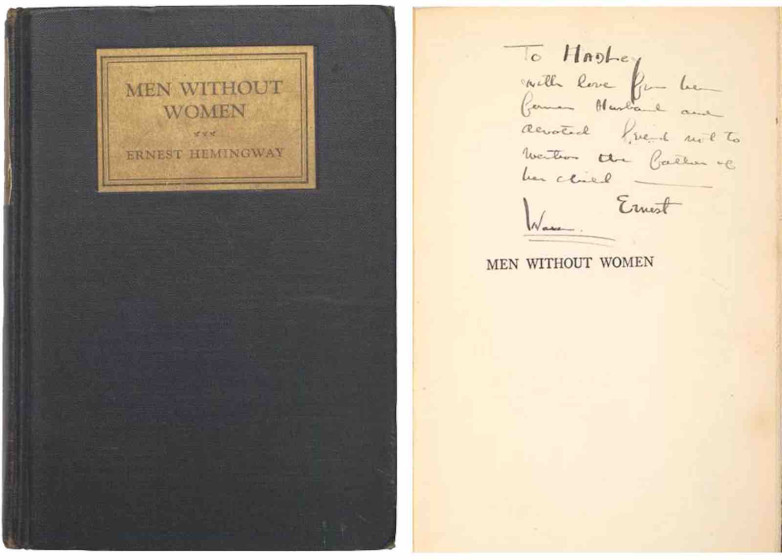 MEN WITHOUT
WOMEN
ERNEST HEMINGWAY
To Hadley
with love from her
former Husband and
devoted friend not to
mention the father of
her child
Ernest
MEN WITHOUT WOMEN